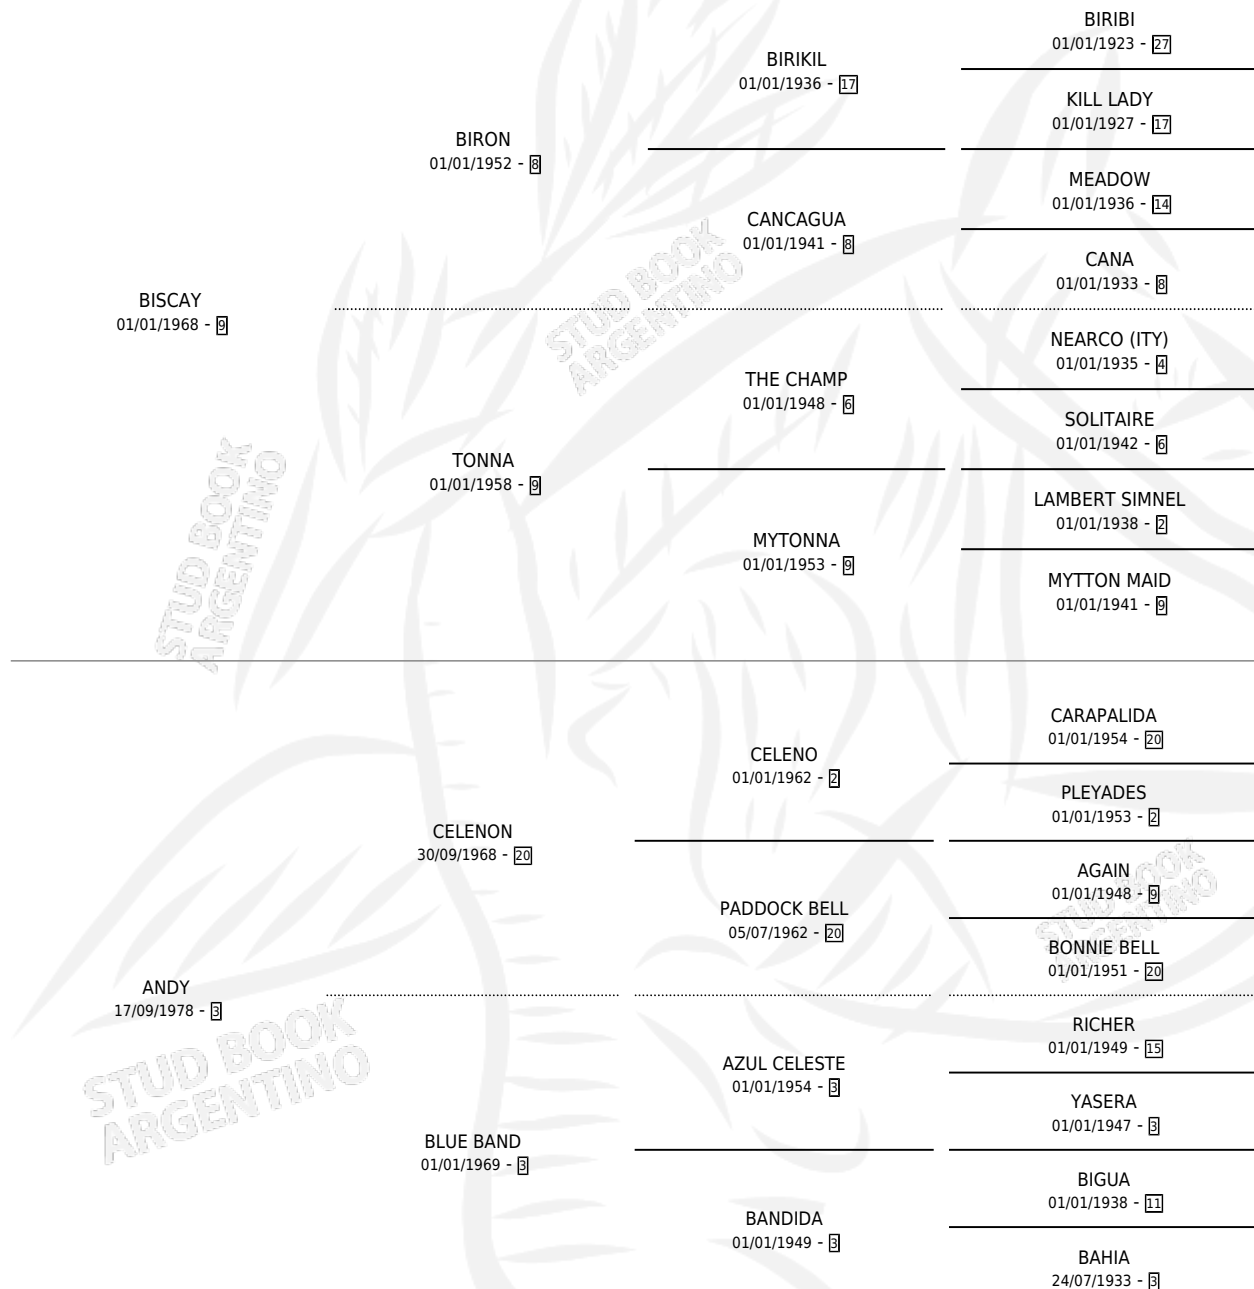 BIRIBI
01/01/1923 - 27
BIRIKIL
01/01/1936 - 17
KILL LADY
01/01/1927 - 17
BIRON
01/01/1952 - 8
MEADOW
01/01/1936 - 14
CANCAGUA
01/01/1941 - 8
CANA
01/01/1933 - 8
BISCAY
01/01/1968 - 9
NEARCO (ITY)
01/01/1935 - 4
THE CHAMP
01/01/1948 - 6
SOLITAIRE
01/01/1942 - 6
TONNA
01/01/1958 - 9
LAMBERT SIMNEL
01/01/1938 - 2
MYTONNA
01/01/1953 - 9
MYTTON MAID
01/01/1941 - 9
CARAPALIDA
01/01/1954 - 20
CELENO
01/01/1962 - 2
PLEYADES
01/01/1953 - 2
CELENON
30/09/1968 - 20
AGAIN
01/01/1948 - 9
PADDOCK BELL
05/07/1962 - 20
BONNIE BELL
01/01/1951 - 20
ANDY
17/09/1978 - 3
RICHER
01/01/1949 - 15
AZUL CELESTE
01/01/1954 - 3
YASERA
01/01/1947 - 3
BLUE BAND
01/01/1969 - 3
BIGUA
01/01/1938 - 11
BANDIDA
01/01/1949 - 3
BAHIA
24/07/1933 - 3
STUD BOOK
ARGENTINO
STUD BOOK
ARGENTINO
STUD BOOK
ARGENTINO
STUD BOOK
ARGENTINO